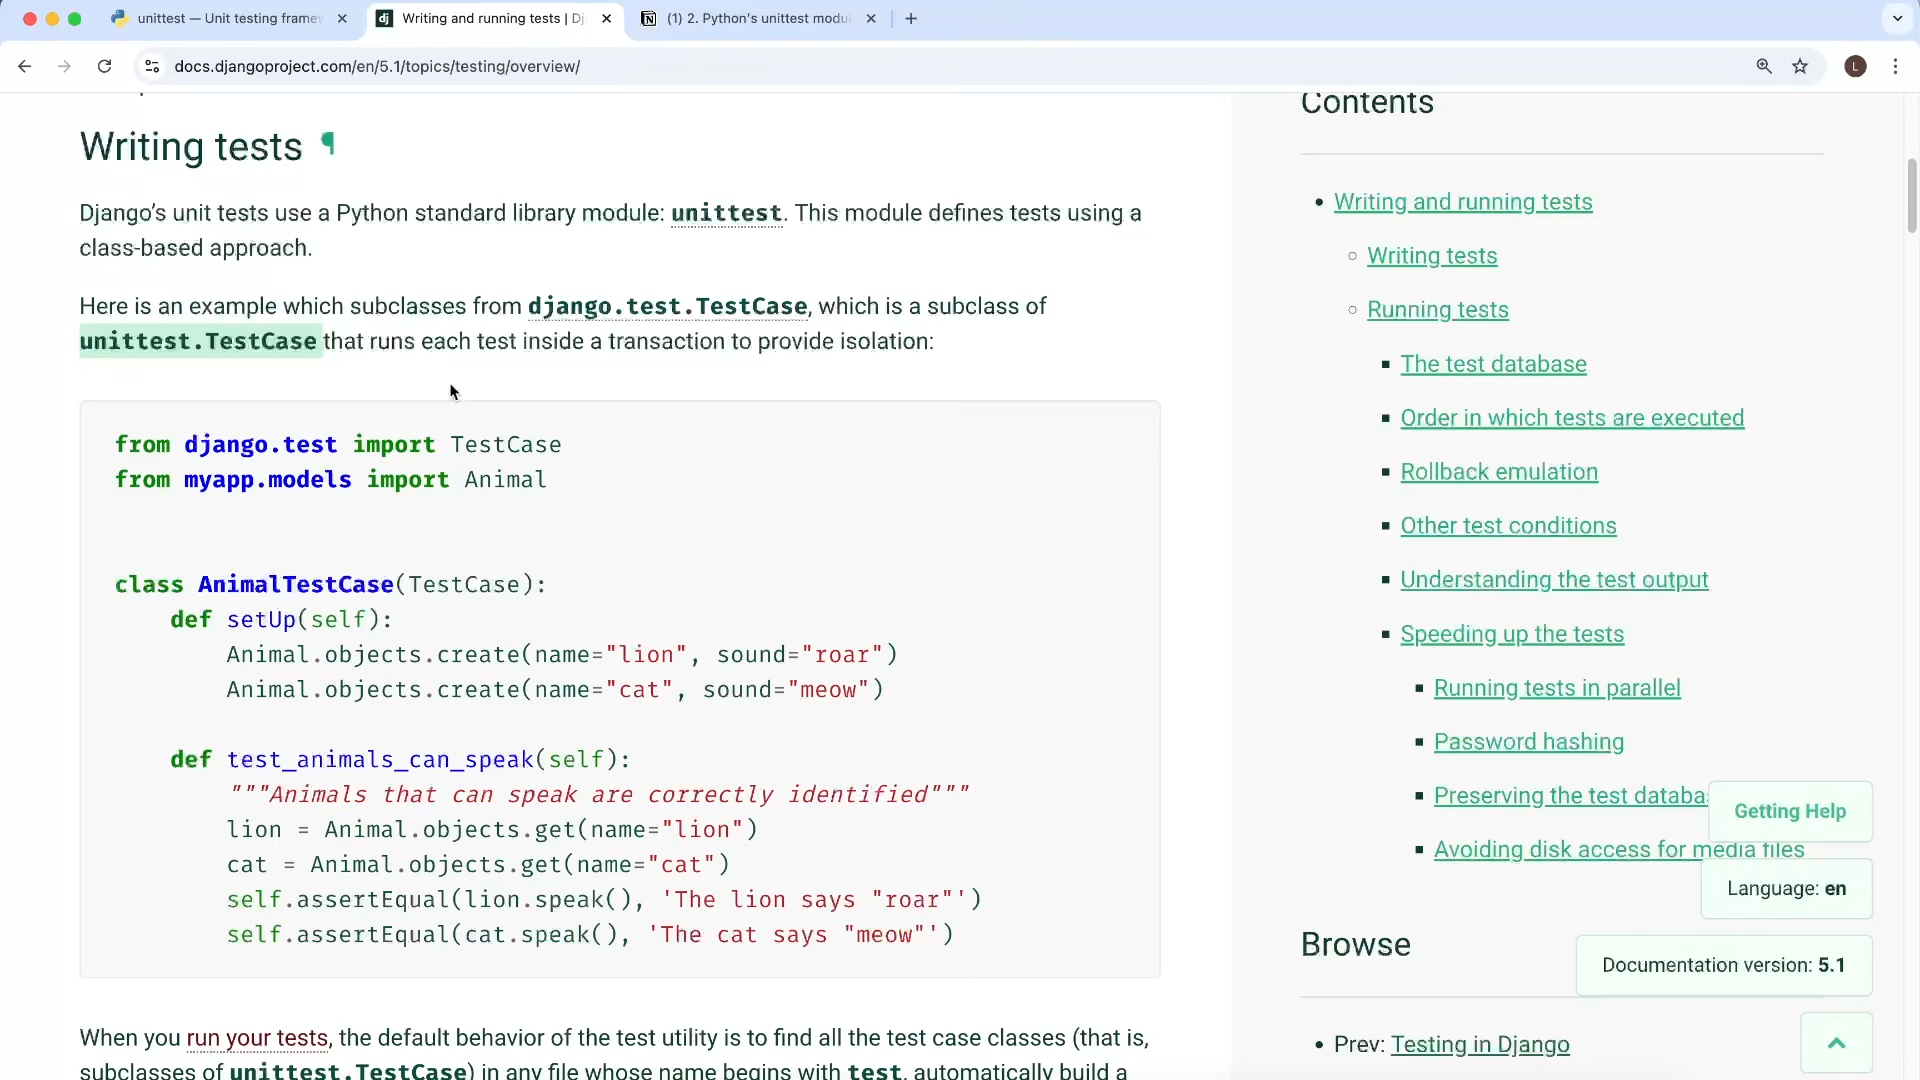 unittest — Unit testing framew
Writing and running tests | Dj
(1) 2. Python's unittest modu
docs.djangoproject.com/en/5.1/topics/testing/overview/
L
Writing tests ¶
Django’s unit tests use a Python standard library module: unittest. This module defines tests using a
class-based approach.
Here is an example which subclasses from django.test.TestCase, which is a subclass of
unittest.TestCase that runs each test inside a transaction to provide isolation:
from django.test import TestCase
from myapp.models import Animal
class AnimalTestCase(TestCase):
def setUp(self):
Animal.objects.create(name="lion", sound="roar")
Animal.objects.create(name="cat", sound="meow")
def test_animals_can_speak(self):
"""Animals that can speak are correctly identified"""
lion = Animal.objects.get(name="lion")
cat = Animal.objects.get(name="cat")
self.assertEqual(lion.speak(), 'The lion says "roar"')
self.assertEqual(cat.speak(), 'The cat says "meow"')
When you run your tests, the default behavior of the test utility is to find all the test case classes (that is,
subclasses of unittest.TestCase) in any file whose name begins with test, automatically build a
Contents
Writing and running tests
Writing tests
Running tests
The test database
Order in which tests are executed
Rollback emulation
Other test conditions
Understanding the test output
Speeding up the tests
Running tests in parallel
Password hashing
Preserving the test databa
Avoiding disk access for media files
Getting Help
Language: en
Browse
Documentation version: 5.1
Prev: Testing in Django